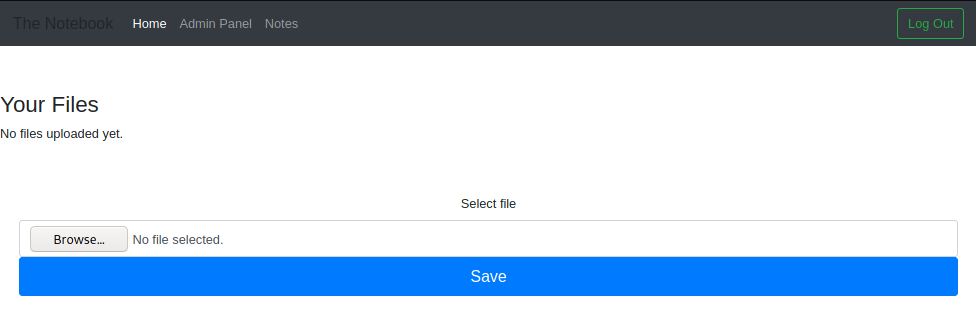 The Notebook Home Admin Panel Notes Log Out
Your Files
No files uploaded yet.
Select file
Browse... No file selected.
Save